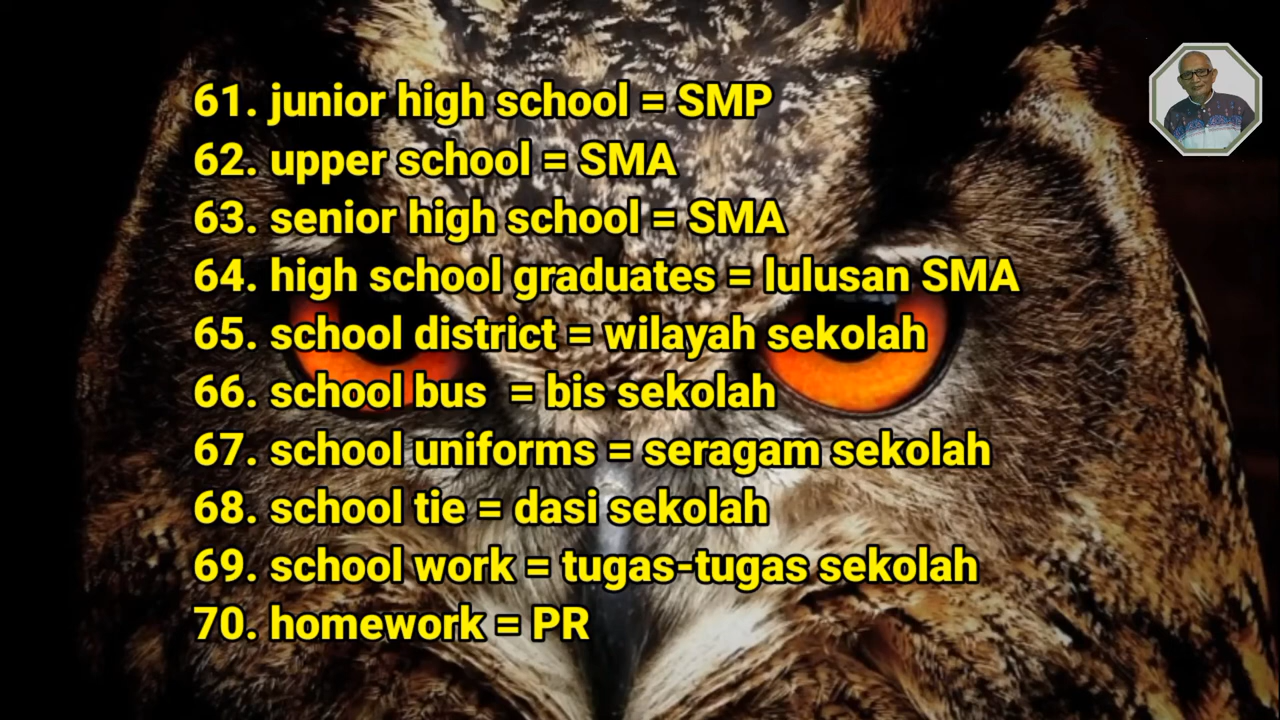 61. junior high school = SMP
62. upper school = SMA
63. senior high school = SMA
64. high school graduates = lulusan SMA
65. school district = wilayah sekolah
66. school bus  = bis sekolah
67. school uniforms = seragam sekolah
68. school tie = dasi sekolah
69. school work = tugas-tugas sekolah
70. homework = PR